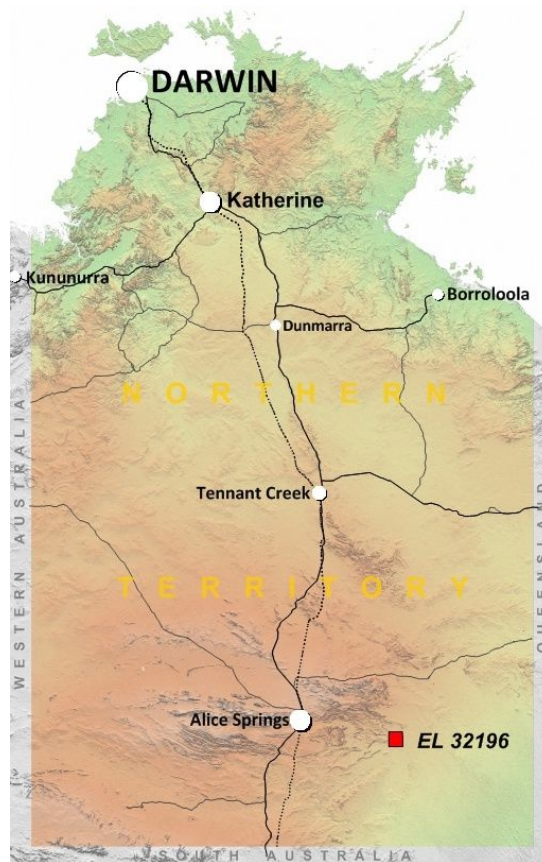 DARWIN
Katherine
Kununurra
Borroloola
Dunmarra
NORTHERN
WESTERN AUSTRALIA
QUEENSLAND
Tennant Creek
TERRITORY
Alice Springs
EL 32196
SOUTH AUSTRALIA